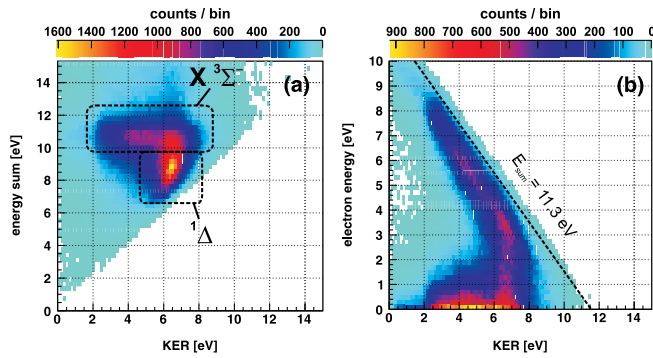 counts / bin
1600 1400 1200 1000 800 600 400 200 0
energy sum [eV]
15
14
12
10
8
6
4
2
0
X ³Σ⁻
(a)
¹Δ
0 2 4 6 8 10 12 14
KER [eV]
counts / bin
900 800 700 600 500 400 300 200 100 0
electron energy [eV]
10
9
8
7
6
5
4
3
2
1
0
(b)
E_sum = 11.3 eV
0 2 4 6 8 10 12 14
KER [eV]